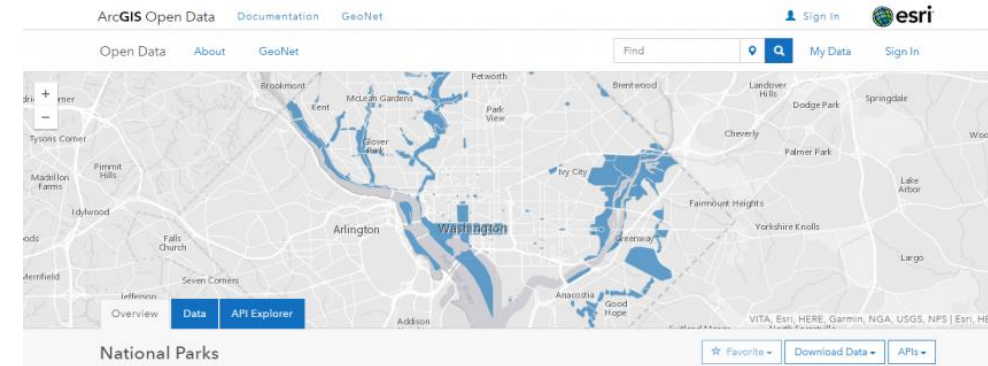 ArcGIS Open Data Documentation GeoNet Sign In esri
Open Data About GeoNet Find My Data Sign In
+
−
Brookmont
Kent
McLean Gardens
Petworth
Park
View
Brentwood
Landover
Hills
Dodge Park
Springdale
Tysons Corner
Glover
Park
Cheverly
Palmer Park
Pimmit
Hills
Madrillon
Farms
Ivy City
Lake
Arbor
Idylwood
Fairmount Heights
Arlington
Washington
Greenway
Yorkshire Knolls
Falls
Church
Largo
Merrifield
Seven Corners
Jefferson
Anacostia
Good
Hope
Addison
VITA, Esri, HERE, Garmin, NGA, USGS, NPS | Esri, HE
Overview Data API Explorer
National Parks Favorite Download Data APIs